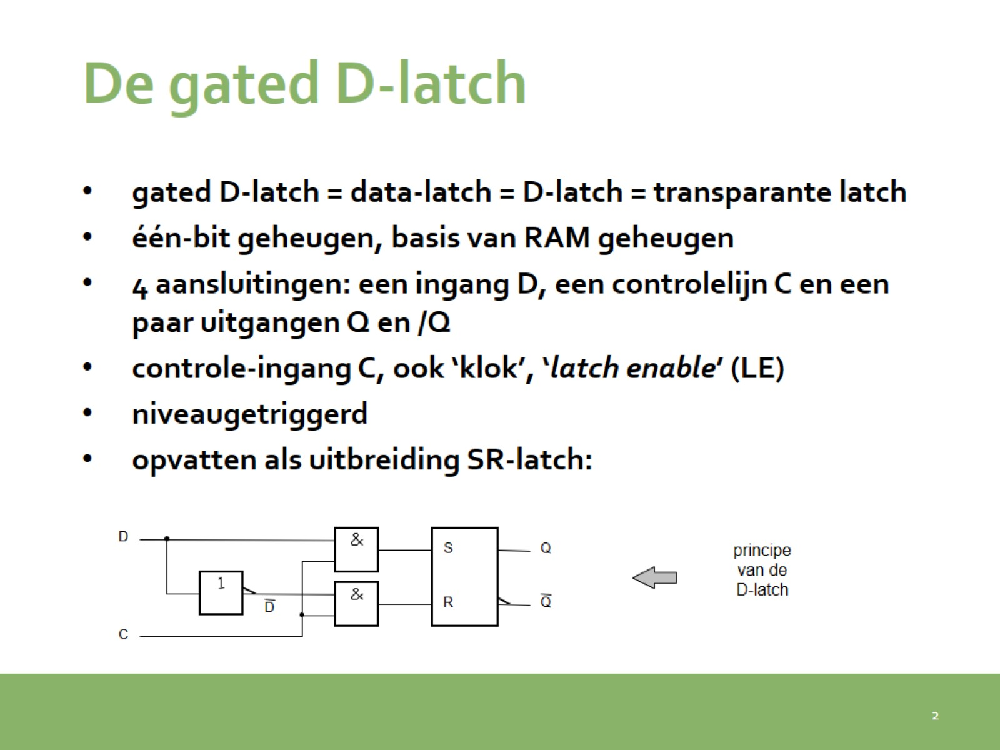 De gated D-latch
• gated D-latch = data-latch = D-latch = transparante latch
• één-bit geheugen, basis van RAM geheugen
• 4 aansluitingen: een ingang D, een controlelijn C en een
paar uitgangen Q en /Q
• controle-ingang C, ook ‘klok’, ‘latch enable’ (LE)
• niveaugetriggerd
• opvatten als uitbreiding SR-latch:
D
&
S
Q
1
D̅
&
R
Q̅
C
principe
van de
D-latch
2